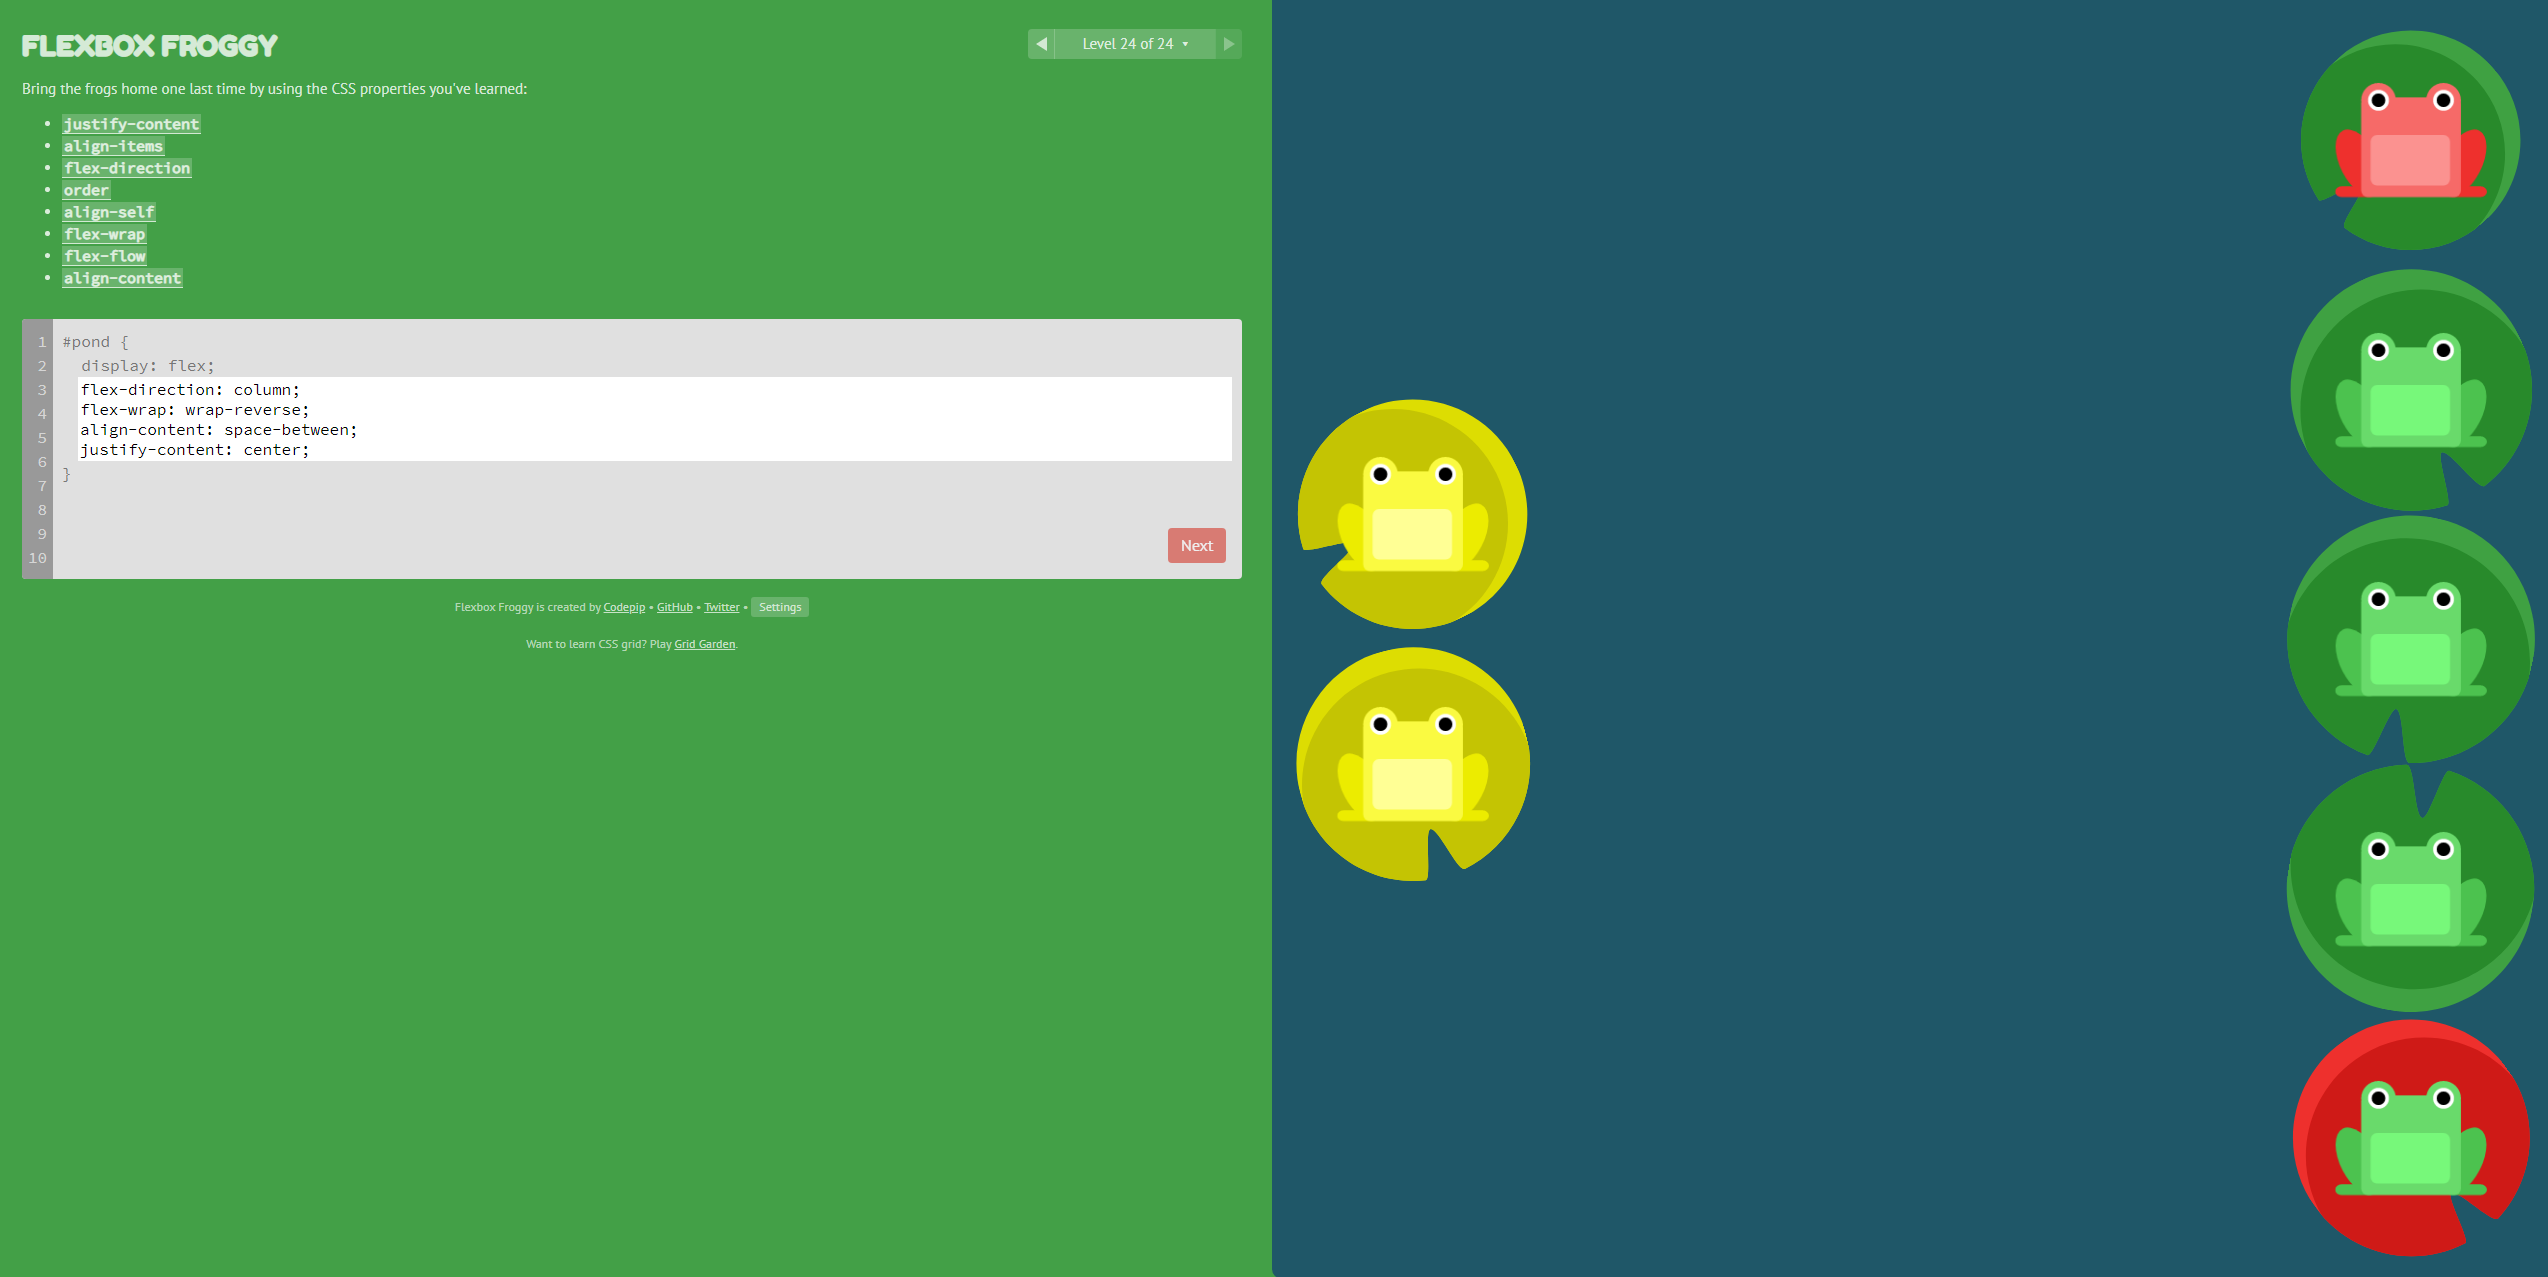 FLEXBOX FROGGY
◀ Level 24 of 24 ▾ ▶
Bring the frogs home one last time by using the CSS properties you've learned:
• justify-content
• align-items
• flex-direction
• order
• align-self
• flex-wrap
• flex-flow
• align-content
1 #pond {
2 display: flex;
3 flex-direction: column;
4 flex-wrap: wrap-reverse;
5 align-content: space-between;
6 justify-content: center;
7 }
8
9
10
Next
Flexbox Froggy is created by Codepip • GitHub • Twitter • Settings
Want to learn CSS grid? Play Grid Garden.